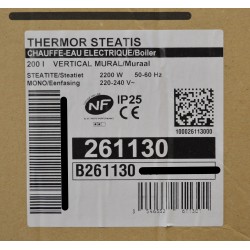 THERMOR STEATIS
CHAUFFE-EAU ELECTRIQUE/Boiler
200 l VERTICAL MURAL/Muraal
STEATITE/Steatiet 2200 W 50-60 Hz
MONO/Eenfasing 220-240 V~
NF IP25
CE
100026113000
261130
B261130